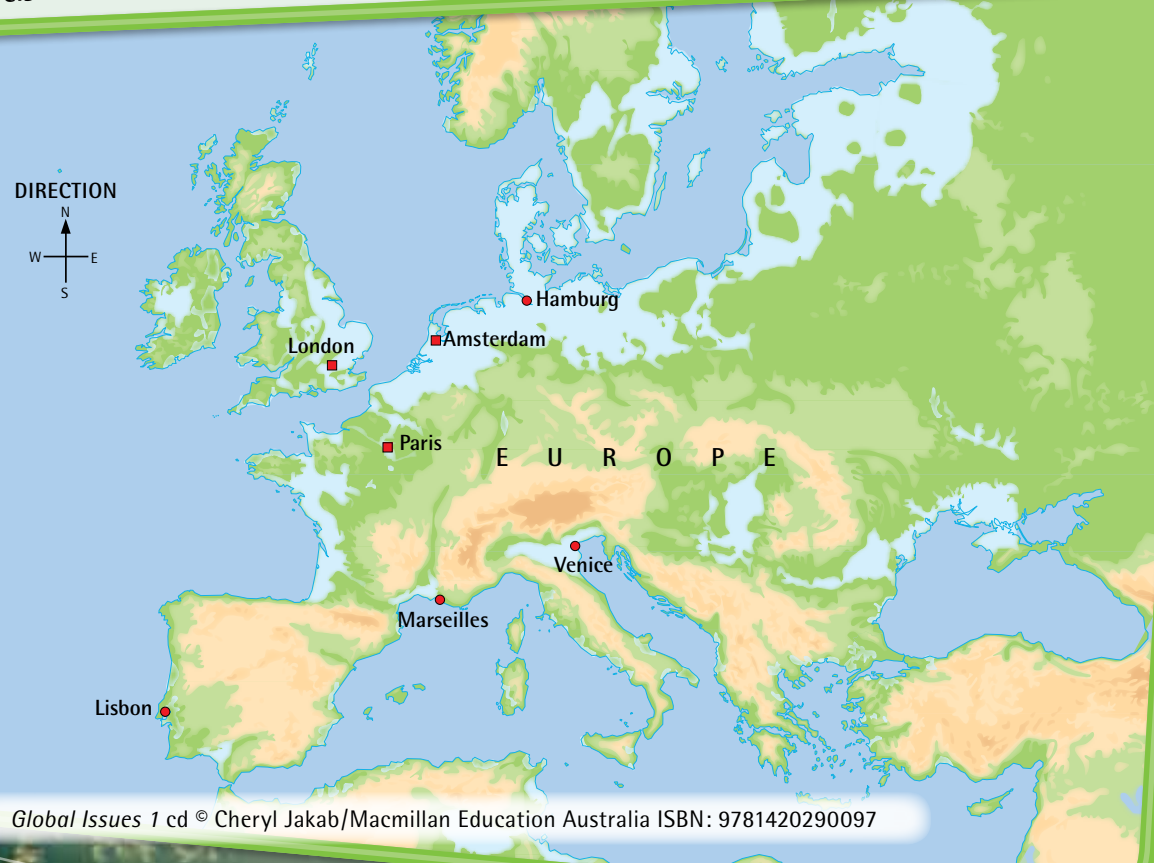 DIRECTION
N
W E
S
Hamburg
Amsterdam
London
Paris
EUROPE
Venice
Marseilles
Lisbon
Global Issues 1 cd © Cheryl Jakab/Macmillan Education Australia ISBN: 9781420290097